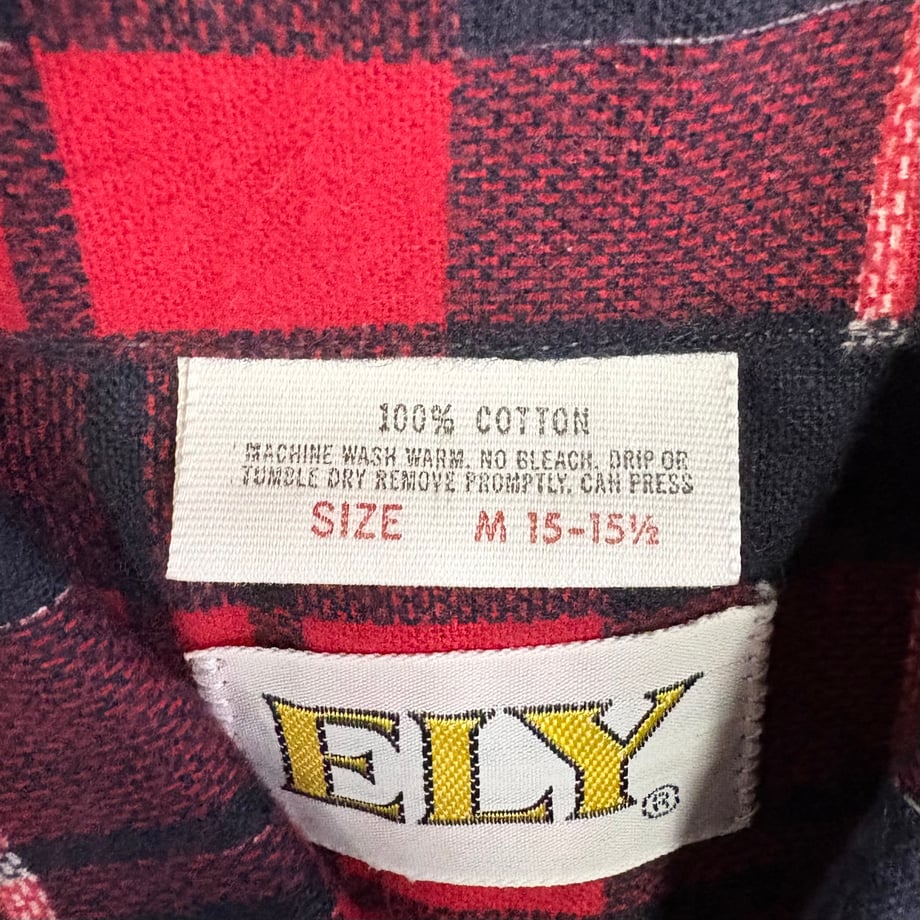 100% COTTON
MACHINE WASH WARM. NO BLEACH. DRIP OR
TUMBLE DRY REMOVE PROMPTLY. CAN PRESS
SIZE M 15-15½
ELY®